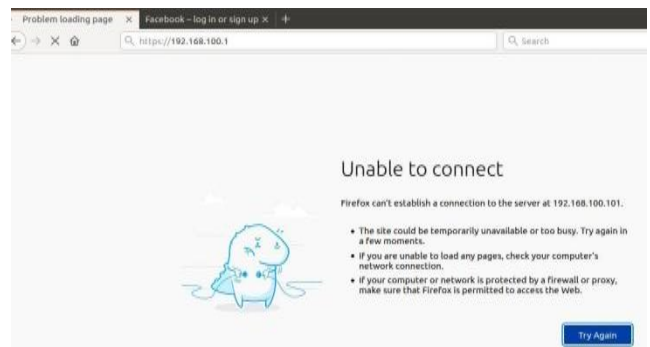 Problem loading page × Facebook – log in or sign up × +
https://192.168.100.1 Search
Unable to connect
Firefox can't establish a connection to the server at 192.168.100.101.
• The site could be temporarily unavailable or too busy. Try again in
a few moments.
• If you are unable to load any pages, check your computer's
network connection.
• If your computer or network is protected by a firewall or proxy,
make sure that Firefox is permitted to access the Web.
Try Again